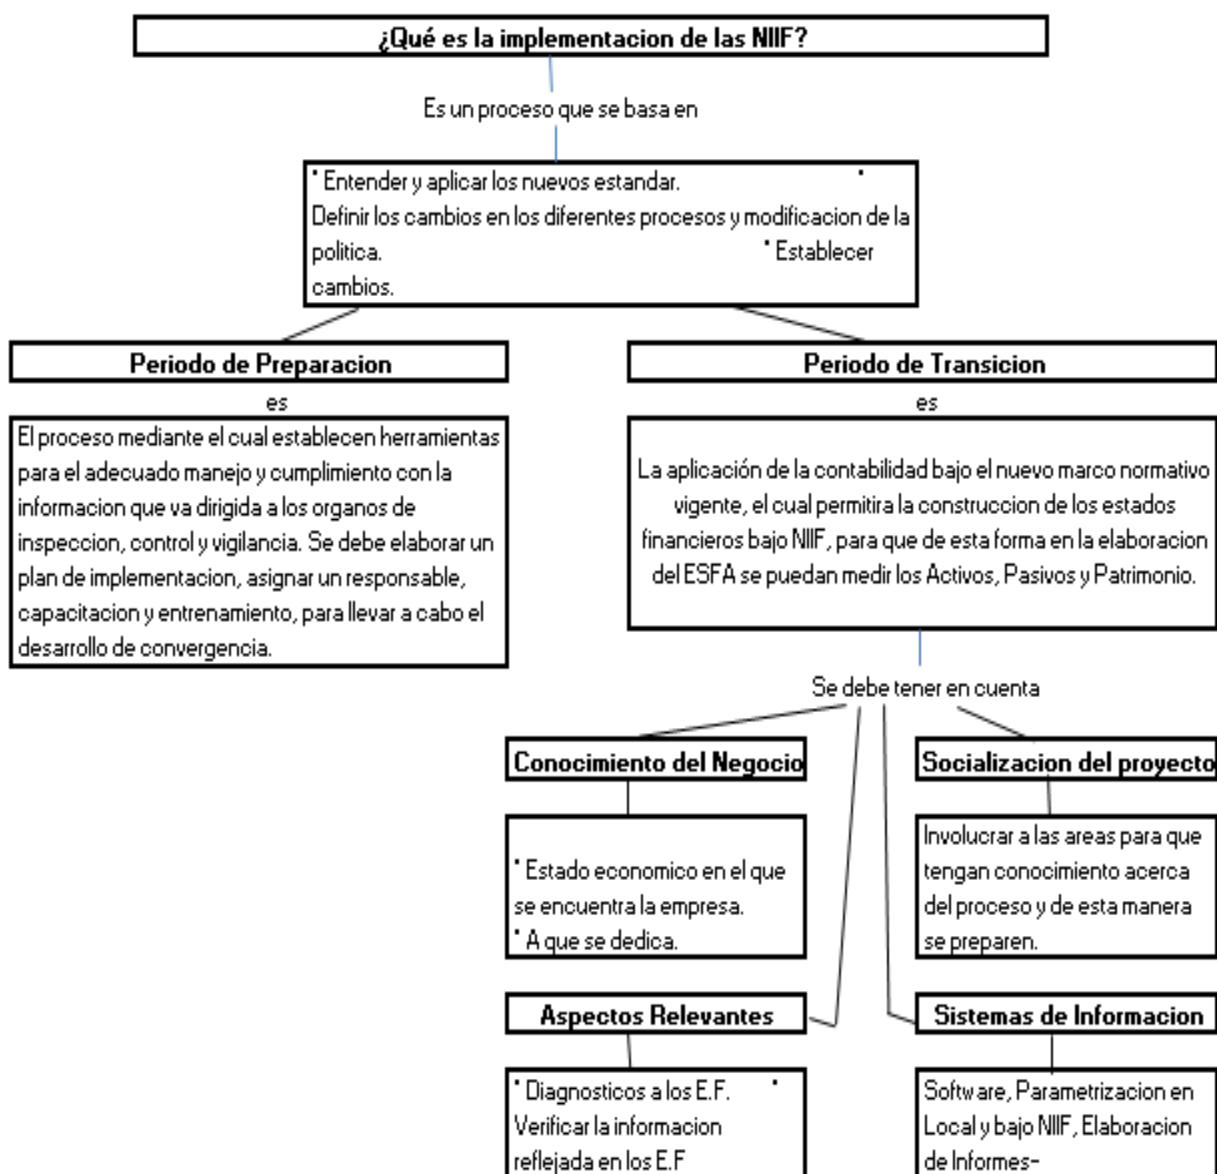 ¿Qué es la implementacion de las NIIF?
Es un proceso que se basa en
* Entender y aplicar los nuevos estandar. *
Definir los cambios en los diferentes procesos y modificacion de la
politica. * Establecer
cambios.
Periodo de Preparacion
es
El proceso mediante el cual establecen herramientas
para el adecuado manejo y cumplimiento con la
informacion que va dirigida a los organos de
inspeccion, control y vigilancia. Se debe elaborar un
plan de implementacion, asignar un responsable,
capacitacion y entrenamiento, para llevar a cabo el
desarrollo de convergencia.
Periodo de Transicion
es
La aplicación de la contabilidad bajo el nuevo marco normativo
vigente, el cual permitira la construccion de los estados
financieros bajo NIIF, para que de esta forma en la elaboracion
del ESFA se puedan medir los Activos, Pasivos y Patrimonio.
Se debe tener en cuenta
Conocimiento del Negocio
* Estado economico en el que
se encuentra la empresa.
* A que se dedica.
Socializacion del proyecto
Involucrar a las areas para que
tengan conocimiento acerca
del proceso y de esta manera
se preparen.
Aspectos Relevantes
* Diagnosticos a los E.F. *
Verificar la informacion
reflejada en los E.F
Sistemas de Informacion
Software, Parametrizacion en
Local y bajo NIIF, Elaboracion
de Informes-